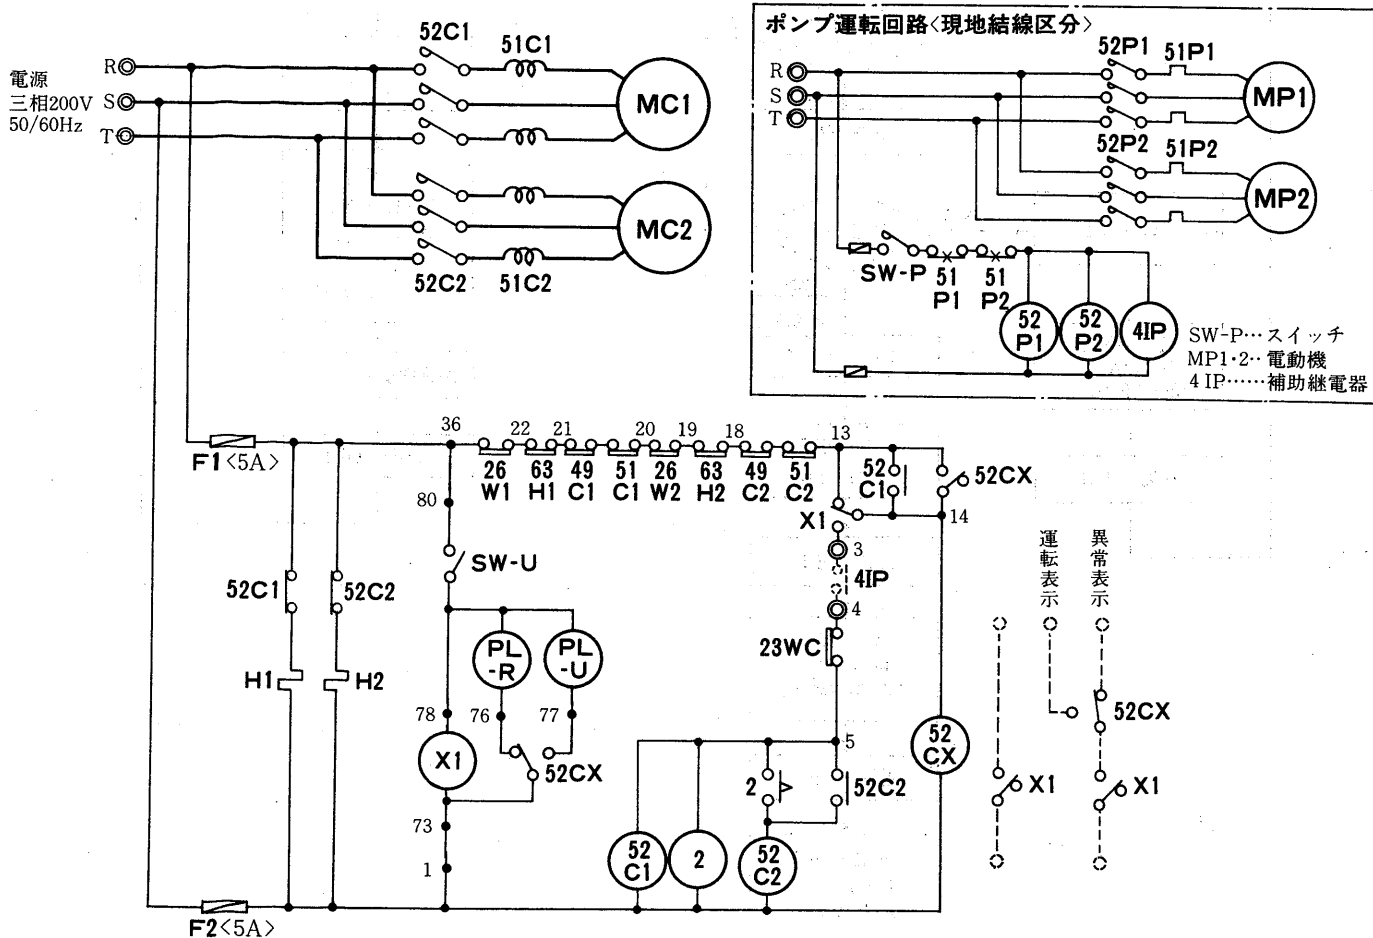 電源
三相200V
50/60Hz
R
S
T
52C1
51C1
MC1
MC2
52C2
51C2
ポンプ運転回路〈現地結線区分〉
R
S
T
52P1
51P1
MP1
52P2
51P2
MP2
SW-P
51
P1
51
P2
52
P1
52
P2
4IP
SW-P…スイッチ
MP1・2‥電動機
4IP……補助継電器
F1〈5A〉
36
22
21
20
19
18
13
26
W1
63
H1
49
C1
51
C1
26
W2
63
H2
49
C2
51
C2
52
C1
52CX
80
X1
14
SW-U
3
4IP
4
23WC
52C1
52C2
H1
H2
PL
-R
PL
-U
78
76
77
X1
52CX
73
1
5
2
52C2
52
C1
2
52
C2
52
CX
運転表示
異常表示
52CX
X1
X1
F2〈5A〉